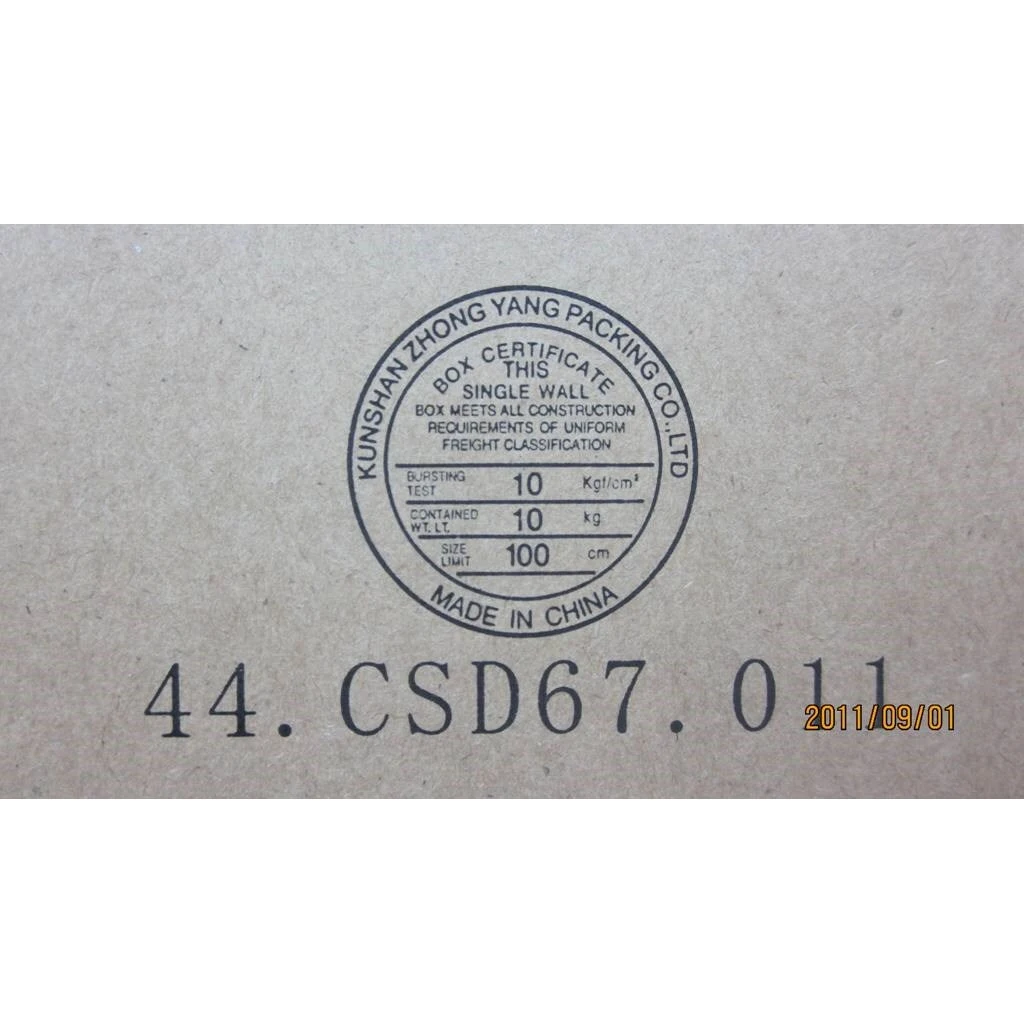 KUNSHAN ZHONG YANG PACKING CO.,LTD
BOX CERTIFICATE
THIS
SINGLE WALL
BOX MEETS ALL CONSTRUCTION
REQUIREMENTS OF UNIFORM
FREIGHT CLASSIFICATION
BURSTING TEST 10 Kgf/cm²
CONTAINED WT. LT. 10 kg
SIZE LIMIT 100 cm
MADE IN CHINA
44.CSD67.011
2011/09/01